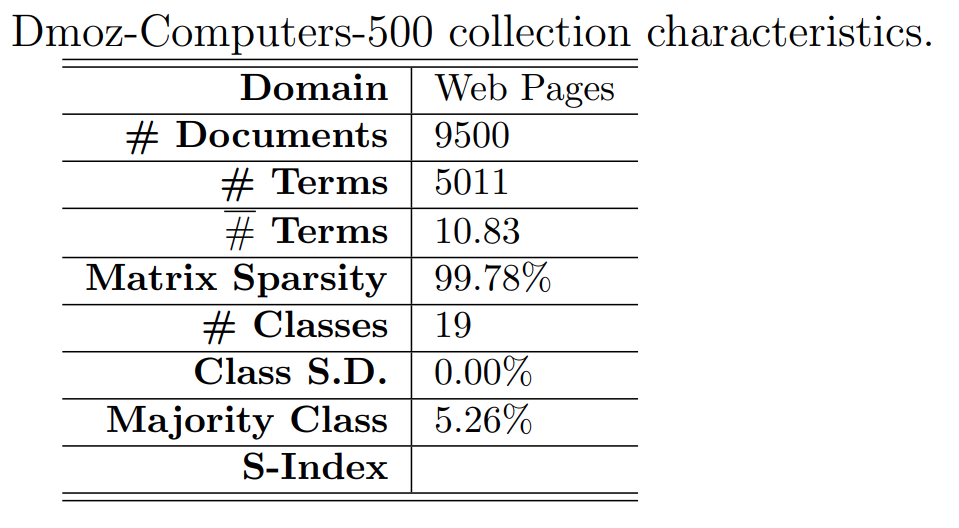 Dmoz-Computers-500 collection characteristics.
Domain Web Pages
# Documents 9500
# Terms 5011
#̅ Terms 10.83
Matrix Sparsity 99.78%
# Classes 19
Class S.D. 0.00%
Majority Class 5.26%
S-Index